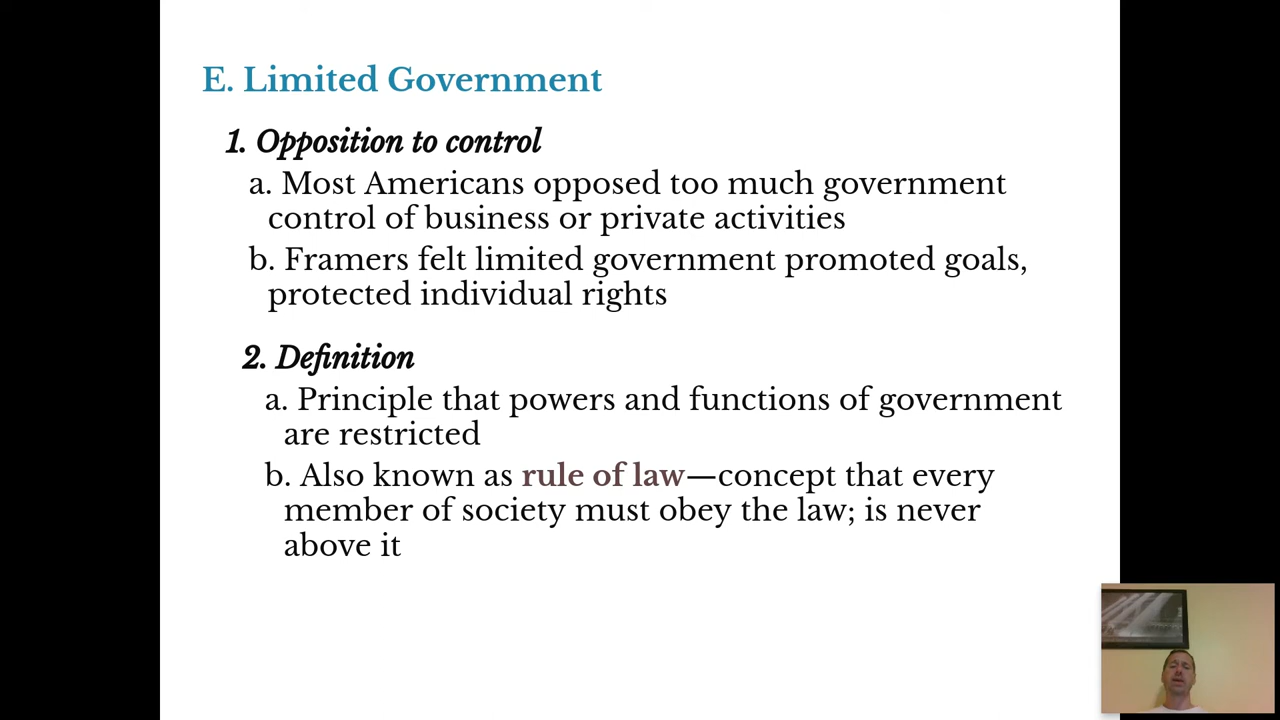 E. Limited Government
1. Opposition to control
a. Most Americans opposed too much government
control of business or private activities
b. Framers felt limited government promoted goals,
protected individual rights
2. Definition
a. Principle that powers and functions of government
are restricted
b. Also known as rule of law—concept that every
member of society must obey the law; is never
above it